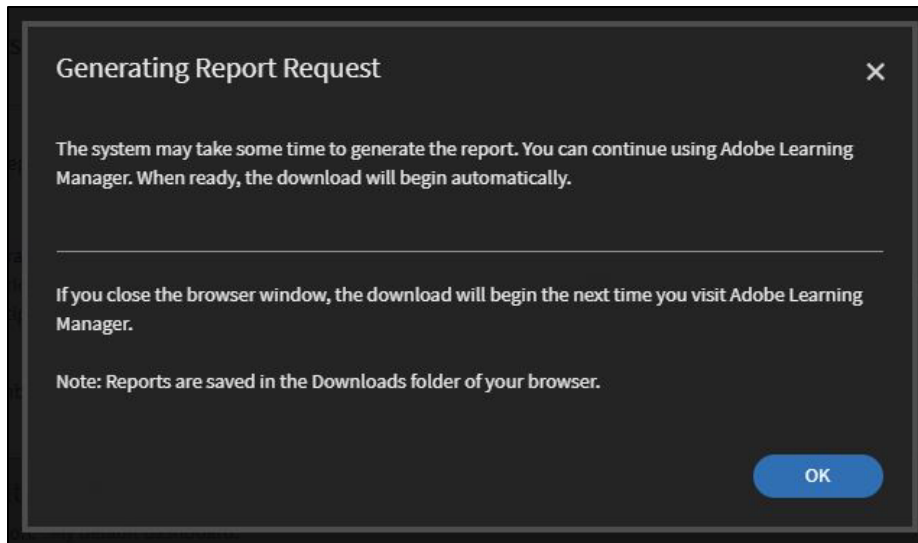 Generating Report Request
The system may take some time to generate the report. You can continue using Adobe Learning
Manager. When ready, the download will begin automatically.
If you close the browser window, the download will begin the next time you visit Adobe Learning
Manager.
Note: Reports are saved in the Downloads folder of your browser.
OK